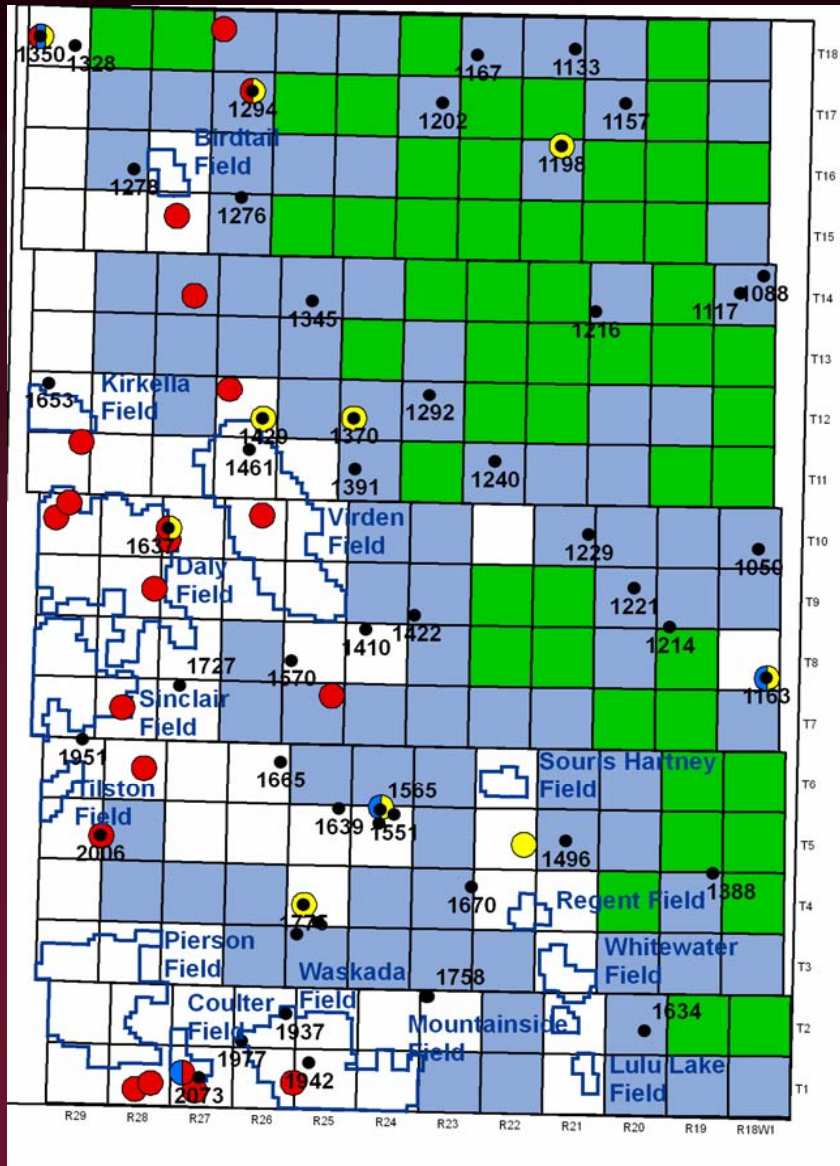 T18
1350
1328
1167
1133
1294
1202
1157
T17
Birdtail
Field
1198
1278
T16
1276
T15
1088
1117
T14
1345
1216
T13
Kirkella
Field
1653
1292
T12
1429
1370
1461
1391
1240
T11
Virden
Field
1637
1229
T10
1050
Daly
Field
1221
T9
1422
1410
1214
1727
1570
T8
1163
Sinclair
Field
T7
1951
1665
Souris Hartney
Field
Tilston
Field
1565
T6
1639
1551
2006
1496
T5
1388
1775
1670
Regent Field
T4
Pierson
Field
Waskada
Field
Whitewater
Field
1758
T3
Coulter
Field
1937
Mountainside
Field
1634
T2
1977
1942
Lulu Lake
Field
2073
T1
R29
R28
R27
R26
R25
R24
R23
R22
R21
R20
R19
R18W1